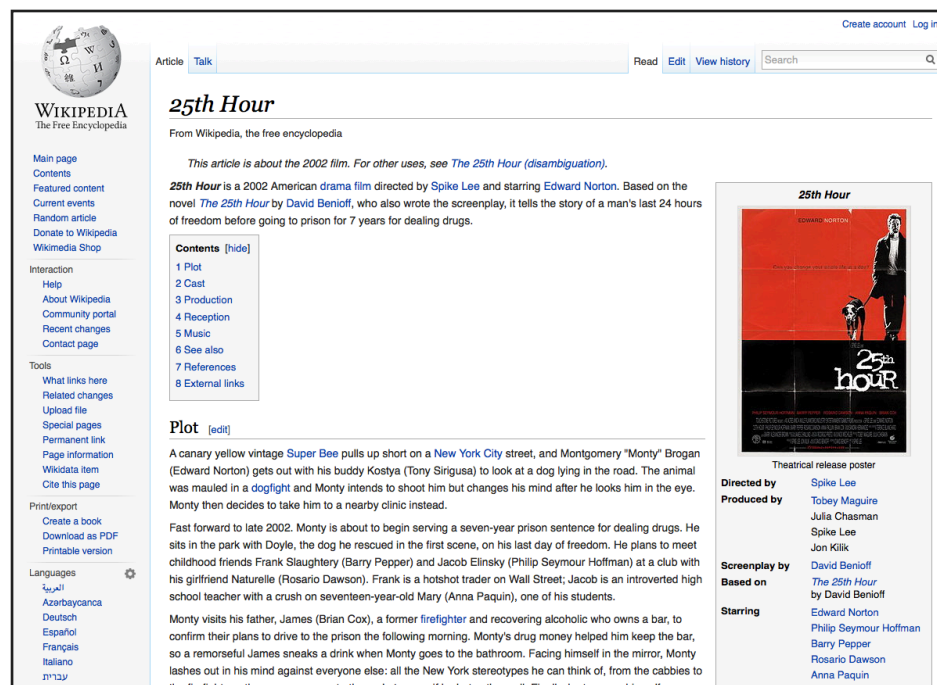 Create account Log in
WIKIPEDIA
The Free Encyclopedia
Article Talk
Read Edit View history Search
Main page
Contents
Featured content
Current events
Random article
Donate to Wikipedia
Wikimedia Shop
Interaction
Help
About Wikipedia
Community portal
Recent changes
Contact page
Tools
What links here
Related changes
Upload file
Special pages
Permanent link
Page information
Wikidata item
Cite this page
Print/export
Create a book
Download as PDF
Printable version
Languages
العربية
Azərbaycanca
Deutsch
Español
Français
Italiano
עברית
25th Hour
From Wikipedia, the free encyclopedia
This article is about the 2002 film. For other uses, see The 25th Hour (disambiguation).
25th Hour is a 2002 American drama film directed by Spike Lee and starring Edward Norton. Based on the
novel The 25th Hour by David Benioff, who also wrote the screenplay, it tells the story of a man's last 24 hours
of freedom before going to prison for 7 years for dealing drugs.
Contents [hide]
1 Plot
2 Cast
3 Production
4 Reception
5 Music
6 See also
7 References
8 External links
Plot [edit]
A canary yellow vintage Super Bee pulls up short on a New York City street, and Montgomery "Monty" Brogan
(Edward Norton) gets out with his buddy Kostya (Tony Sirigusa) to look at a dog lying in the road. The animal
was mauled in a dogfight and Monty intends to shoot him but changes his mind after he looks him in the eye.
Monty then decides to take him to a nearby clinic instead.
Fast forward to late 2002. Monty is about to begin serving a seven-year prison sentence for dealing drugs. He
sits in the park with Doyle, the dog he rescued in the first scene, on his last day of freedom. He plans to meet
childhood friends Frank Slaughtery (Barry Pepper) and Jacob Elinsky (Philip Seymour Hoffman) at a club with
his girlfriend Naturelle (Rosario Dawson). Frank is a hotshot trader on Wall Street; Jacob is an introverted high
school teacher with a crush on seventeen-year-old Mary (Anna Paquin), one of his students.
Monty visits his father, James (Brian Cox), a former firefighter and recovering alcoholic who owns a bar, to
confirm their plans to drive to the prison the following morning. Monty's drug money helped him keep the bar,
so a remorseful James sneaks a drink when Monty goes to the bathroom. Facing himself in the mirror, Monty
lashes out in his mind against everyone else: all the New York stereotypes he can think of, from the cabbies to
25th Hour
EDWARD NORTON
25th
hour
Theatrical release poster
Directed by Spike Lee
Produced by Tobey Maguire
Julia Chasman
Spike Lee
Jon Kilik
Screenplay by David Benioff
Based on The 25th Hour
by David Benioff
Starring Edward Norton
Philip Seymour Hoffman
Barry Pepper
Rosario Dawson
Anna Paquin